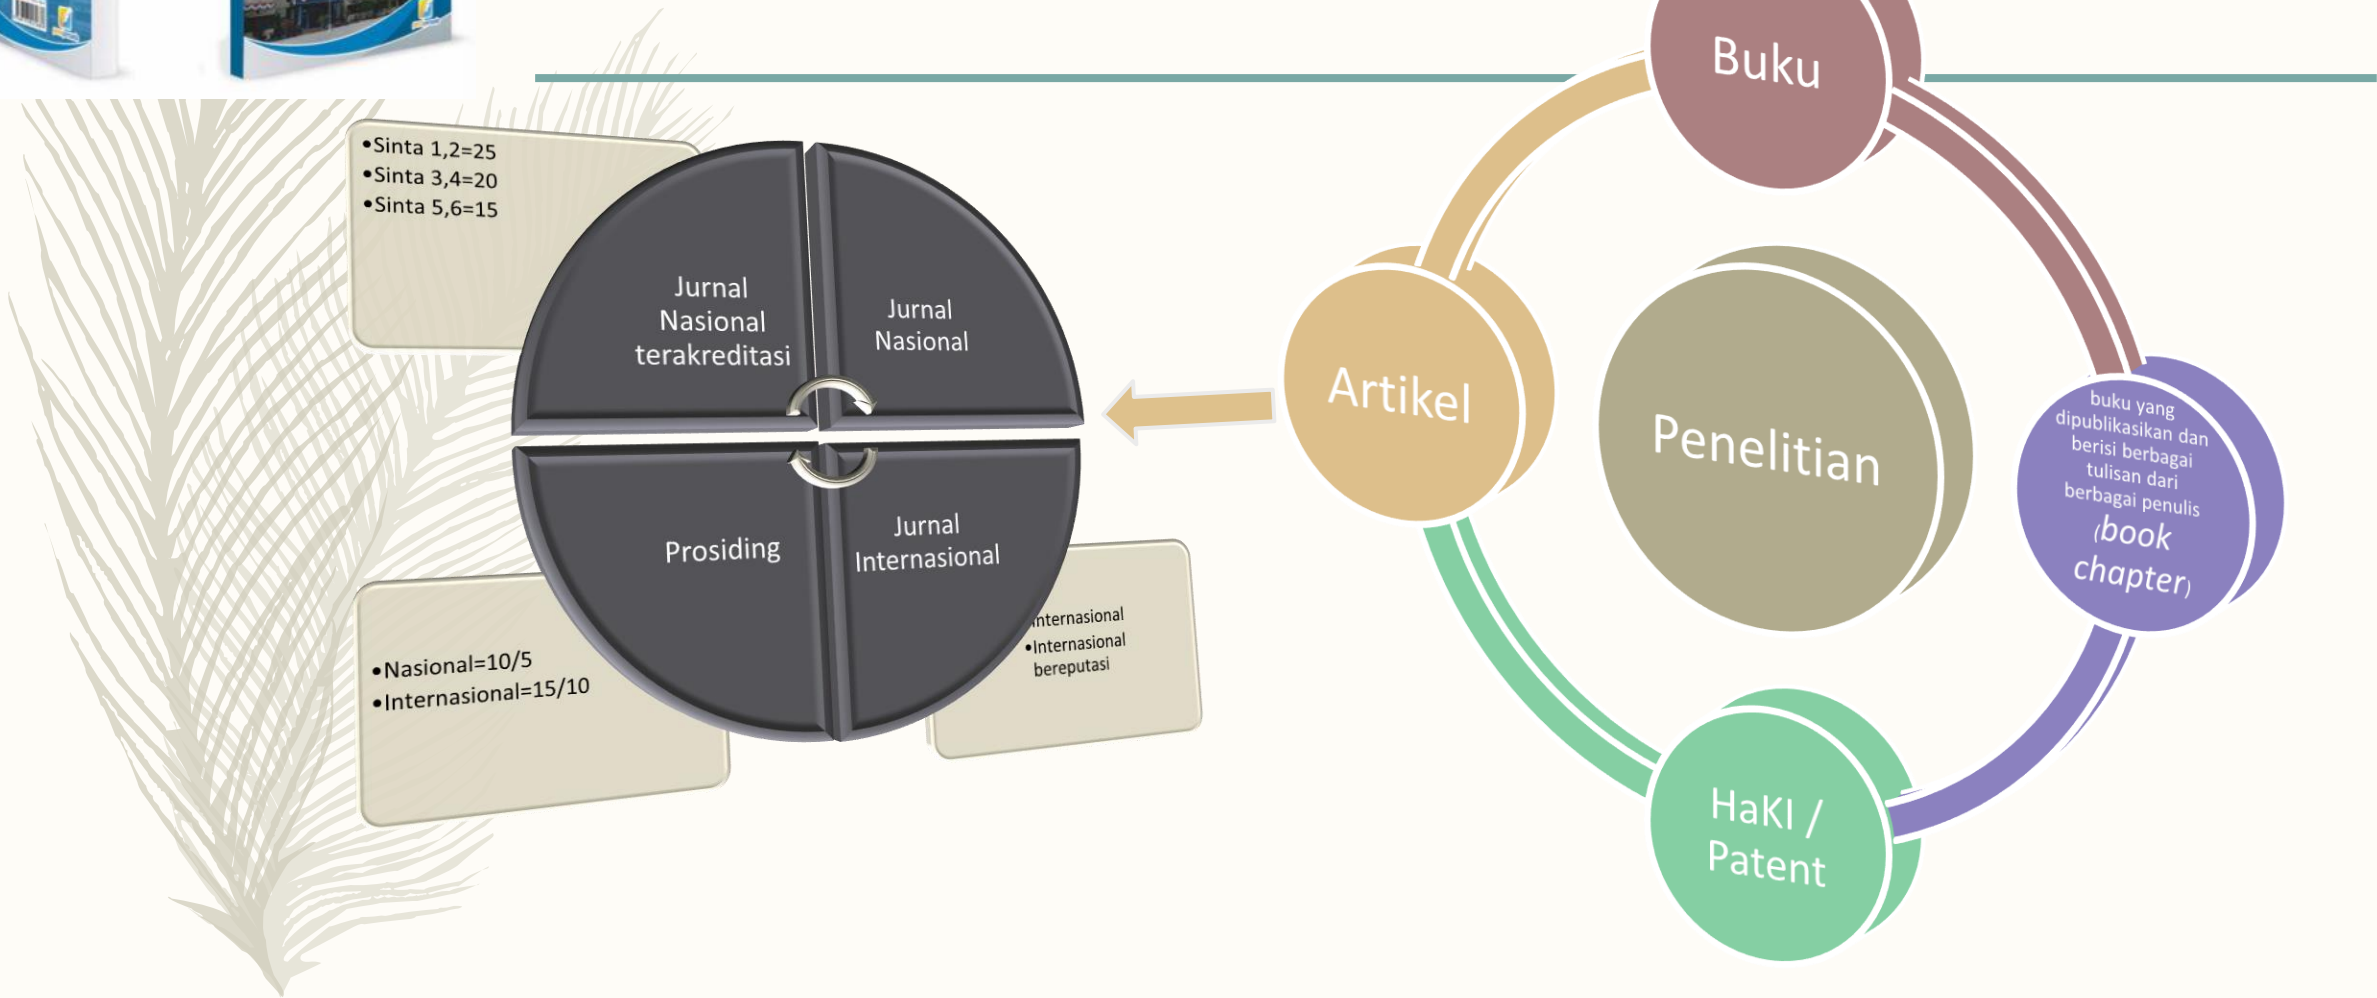 •Sinta 1,2=25
•Sinta 3,4=20
•Sinta 5,6=15
Jurnal
Nasional
terakreditasi
Jurnal
Nasional
Prosiding
Jurnal
Internasional
•Nasional=10/5
•Internasional=15/10
Internasional
•Internasional
bereputasi
Buku
Artikel
Penelitian
buku yang
dipublikasikan dan
berisi berbagai
tulisan dari
berbagai penulis
(book
chapter)
HaKI /
Patent